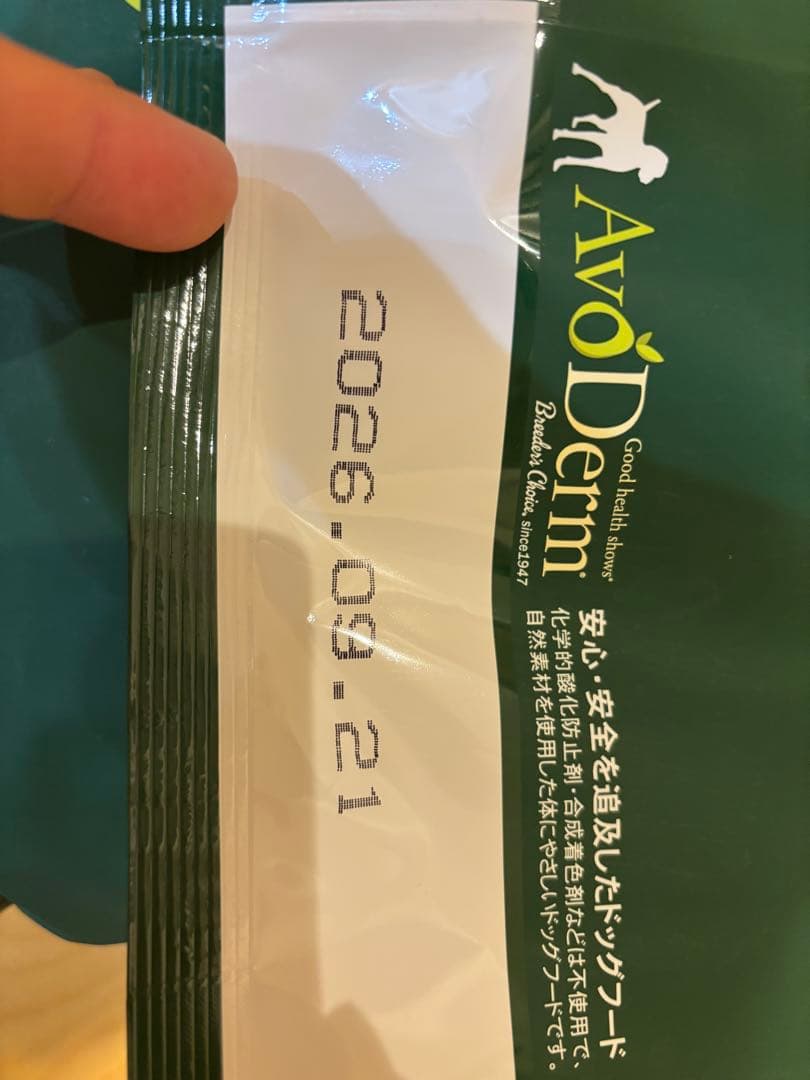 2026.09.21
AvoDerm
Good health shows®
Breeder's Choice® since1947
安心・安全を追及したドッグフード
化学的酸化防止剤・合成着色剤などは不使用で、
自然素材を使用した体にやさしいドッグフードです。